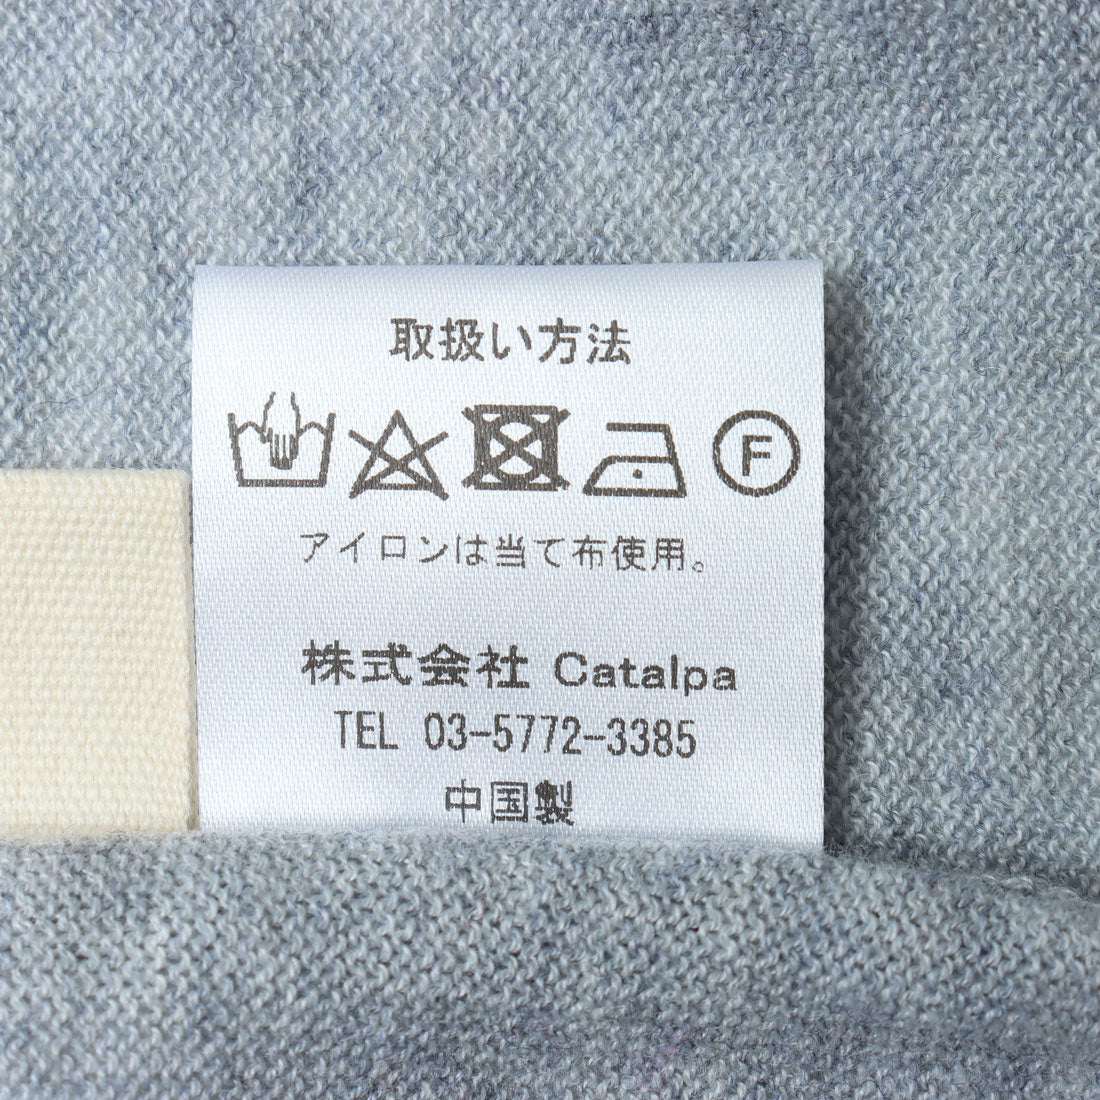 取扱い方法
F
アイロンは当て布使用。
株式会社 Catalpa
TEL 03-5772-3385
中国製